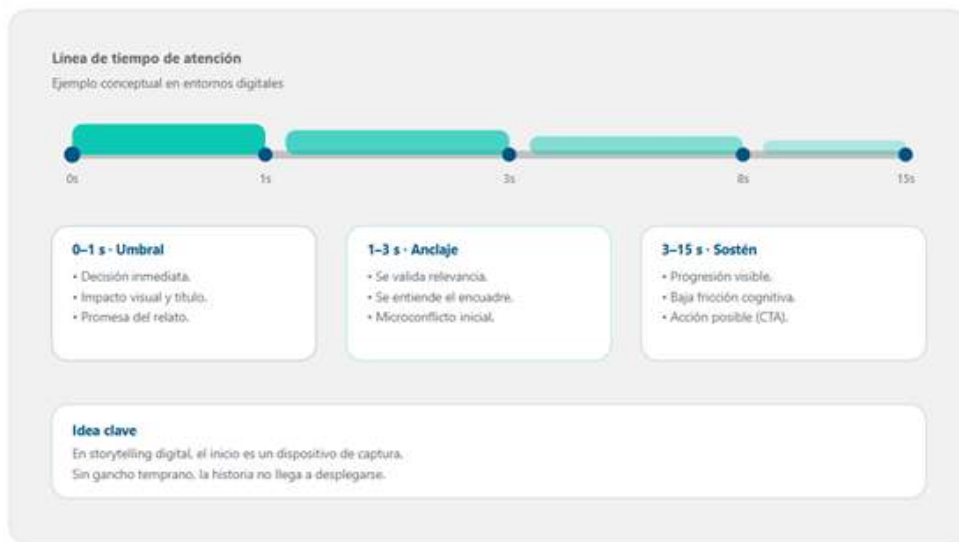 Línea de tiempo de atención
Ejemplo conceptual en entornos digitales
0s
1s
3s
8s
15s
0–1 s · Umbral
• Decisión inmediata.
• Impacto visual y título.
• Promesa del relato.
1–3 s · Anclaje
• Se valida relevancia.
• Se entiende el encuadre.
• Microconflicto inicial.
3–15 s · Sostén
• Progresión visible.
• Baja fricción cognitiva.
• Acción posible (CTA).
Idea clave
En storytelling digital, el inicio es un dispositivo de captura.
Sin gancho temprano, la historia no llega a desplegarse.